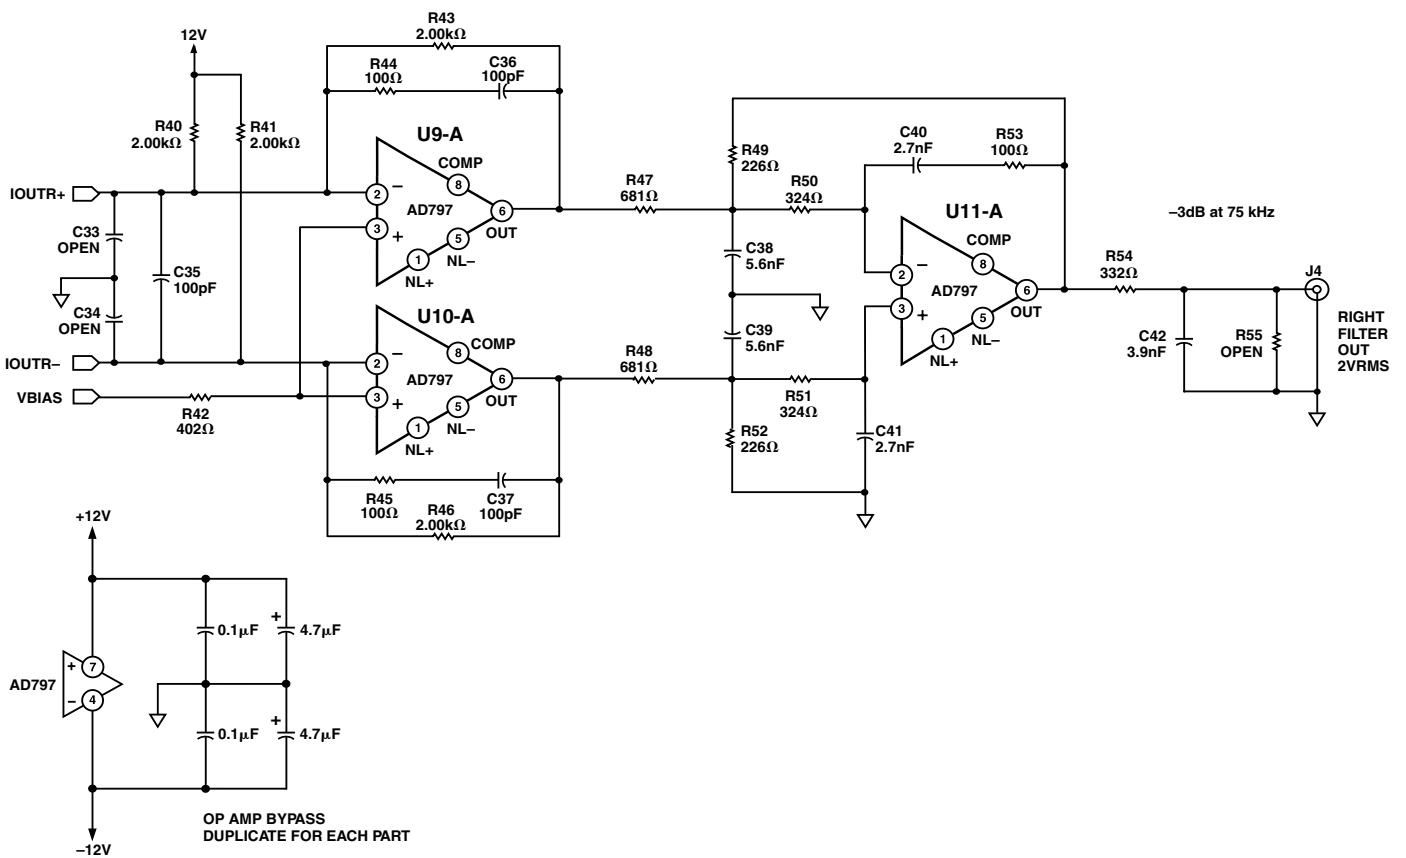 R43
2.00kΩ
12V
R44
100Ω
C36
100pF
R40
2.00kΩ
R41
2.00kΩ
U9-A
COMP
8
IOUTR+
2
–
AD797
6
OUT
3
+
5
NL–
1
NL+
C33
OPEN
C35
100pF
C34
OPEN
U10-A
COMP
8
IOUTR–
2
–
AD797
6
OUT
3
+
5
NL–
1
NL+
VBIAS
R42
402Ω
R45
100Ω
C37
100pF
R46
2.00kΩ
R47
681Ω
R48
681Ω
R49
226Ω
R50
324Ω
C40
2.7nF
R53
100Ω
C38
5.6nF
C39
5.6nF
R51
324Ω
R52
226Ω
C41
2.7nF
U11-A
COMP
8
2
–
AD797
6
OUT
3
+
5
NL–
1
NL+
–3dB at 75 kHz
R54
332Ω
J4
C42
3.9nF
R55
OPEN
RIGHT
FILTER
OUT
2VRMS
+12V
+
0.1μF
4.7μF
AD797
+
7
–
4
+
0.1μF
4.7μF
–12V
OP AMP BYPASS
DUPLICATE FOR EACH PART